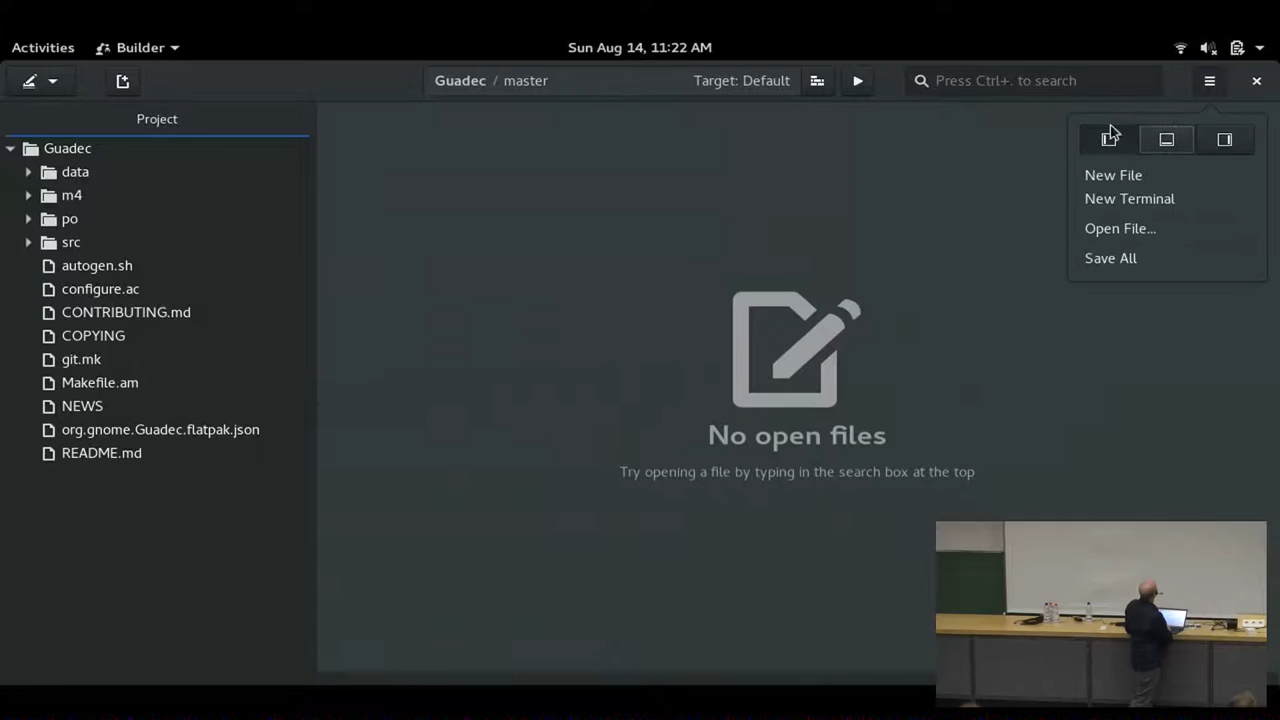 Activities Builder Sun Aug 14, 11:22 AM
Guadec / master Target: Default Press Ctrl+. to search
Project
Guadec
data
m4
po
src
autogen.sh
configure.ac
CONTRIBUTING.md
COPYING
git.mk
Makefile.am
NEWS
org.gnome.Guadec.flatpak.json
README.md
New File
New Terminal
Open File...
Save All
No open files
Try opening a file by typing in the search box at the top